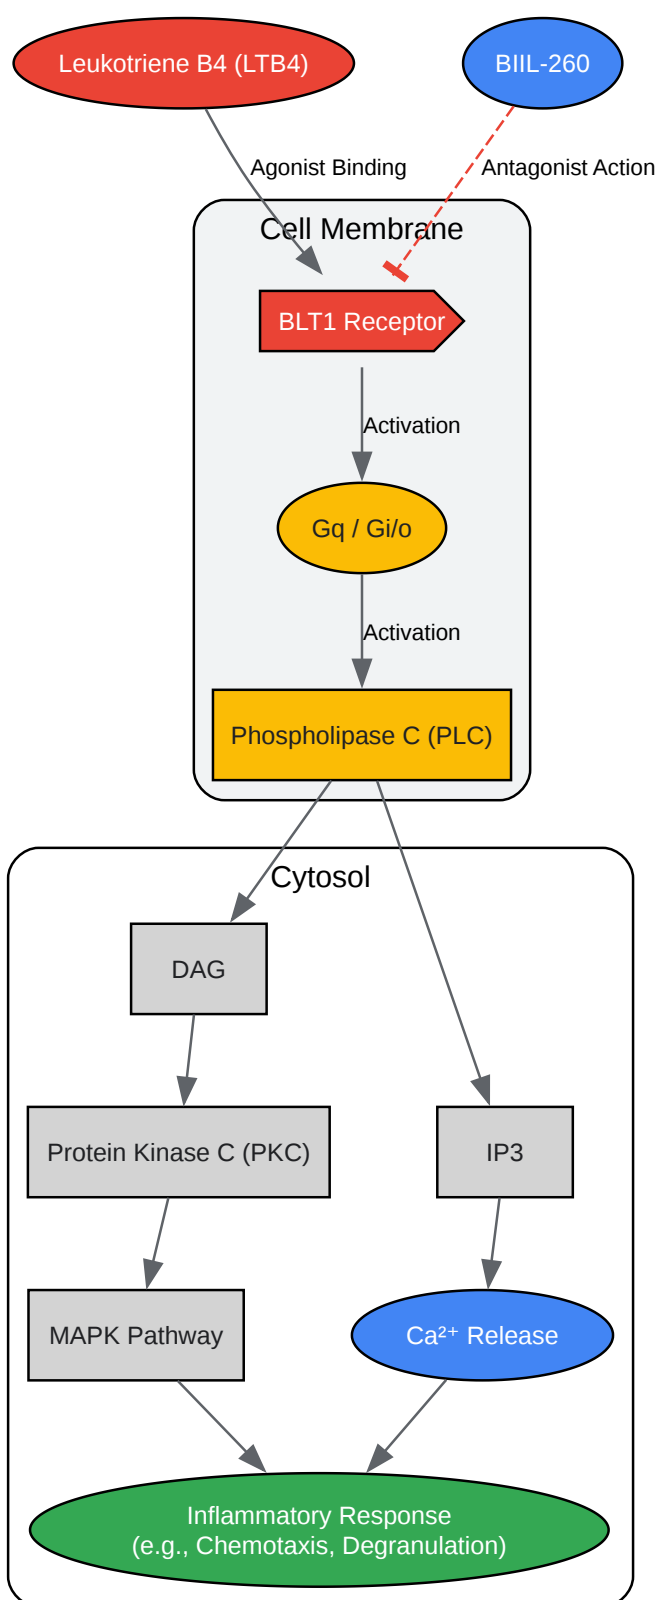 Leukotriene B4 (LTB4)
BIIL-260
Agonist Binding
Antagonist Action
Cell Membrane
BLT1 Receptor
Activation
Gq / Gi/o
Activation
Phospholipase C (PLC)
Cytosol
DAG
Protein Kinase C (PKC)
IP3
MAPK Pathway
Ca²⁺ Release
Inflammatory Response
(e.g., Chemotaxis, Degranulation)